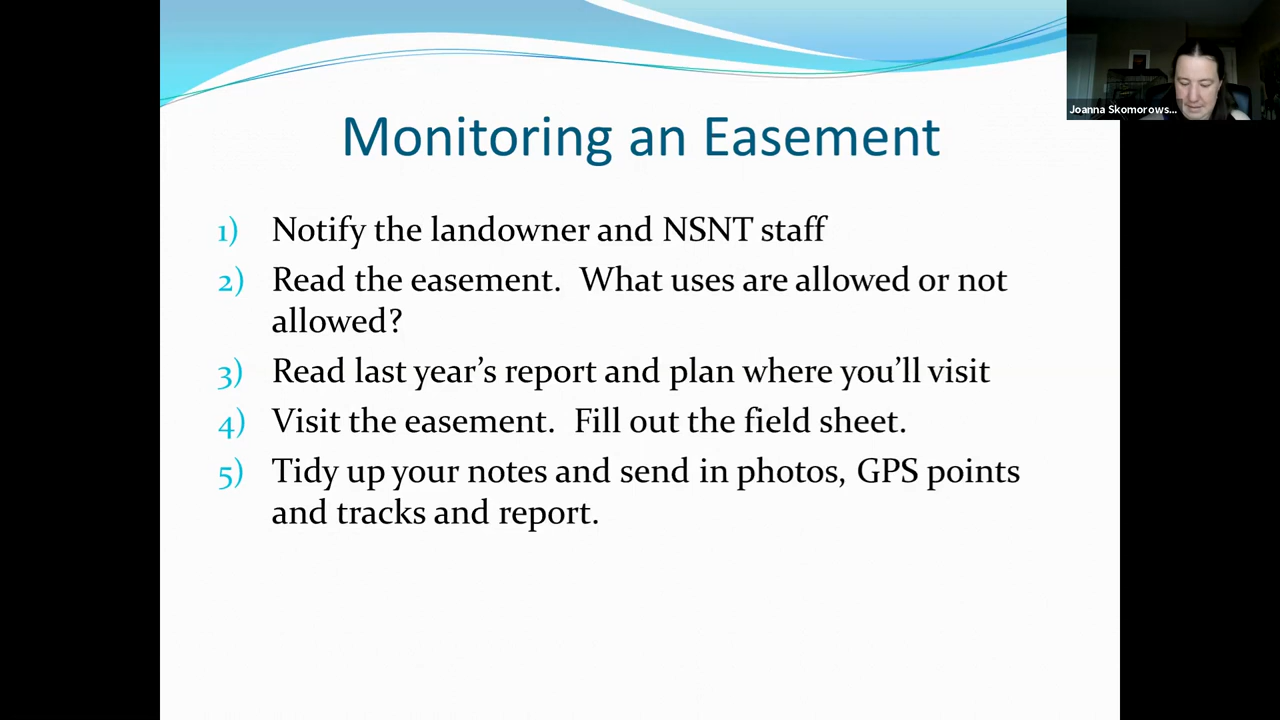 Joanna Skomorows...
Monitoring an Easement
1) Notify the landowner and NSNT staff
2) Read the easement.  What uses are allowed or not
allowed?
3) Read last year’s report and plan where you’ll visit
4) Visit the easement.  Fill out the field sheet.
5) Tidy up your notes and send in photos, GPS points
and tracks and report.